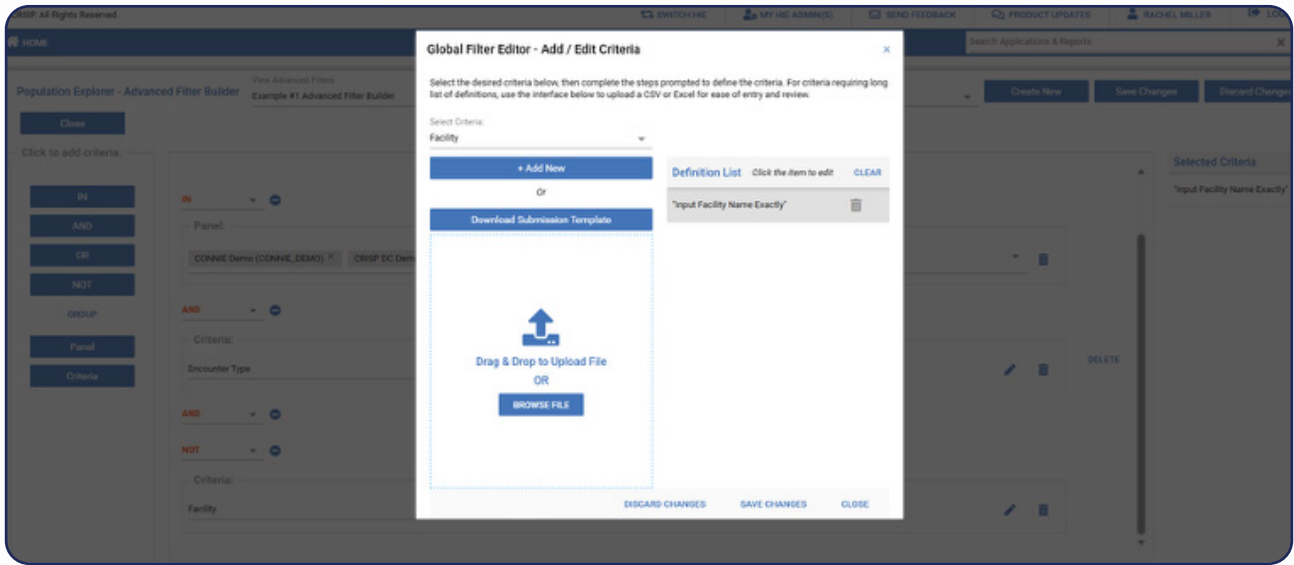 CRISP. All Rights Reserved.
SWITCH HIE
MY HIE ADMIN(S)
SEND FEEDBACK
PRODUCT UPDATES
RACHEL MILLER
HOME
Search Applications & Reports
Population Explorer - Advanced Filter Builder
View Advanced Filters
Example #1 Advanced Filter Builder
Create New
Save Changes
Discard Changes
Close
Click to add criteria:
IN
AND
OR
NOT
GROUP
Panel
Criteria
IN
Panel:
CONNIE Demo (CONNIE_DEMO)
CRISP DC Dem
AND
Criteria:
Encounter Type
DELETE
AND
NOT
Criteria:
Facility
Selected Criteria
"Input Facility Name Exactly"
Global Filter Editor - Add / Edit Criteria
Select the desired criteria below, then complete the steps prompted to define the criteria. For criteria requiring long
list of definitions, use the interface below to upload a CSV or Excel for ease of entry and review.
Select Criteria:
Facility
+ Add New
Or
Download Submission Template
Drag & Drop to Upload File
OR
BROWSE FILE
Definition List Click the item to edit CLEAR
"Input Facility Name Exactly"
DISCARD CHANGES SAVE CHANGES CLOSE